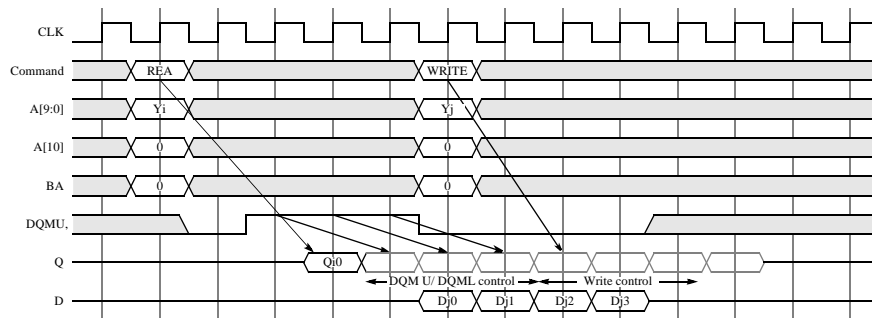 CLK
Command REA WRITE
A[9:0] Yi Yj
A[10] 0 0
BA 0 0
DQMU,
Q Qi0
DQM U/ DQML control Write control
D Dj0 Dj1 Dj2 Dj3